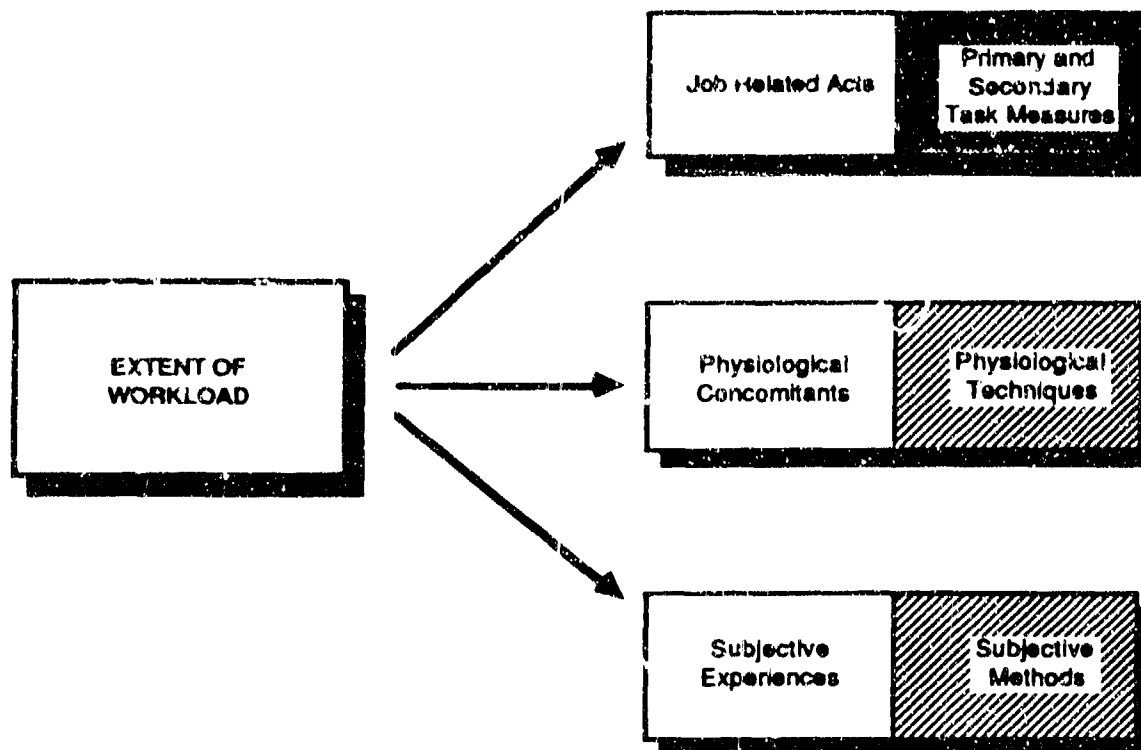 Job Related Acts
Primary and
Secondary
Task Measures
EXTENT OF
WORKLOAD
Physiological
Concomitants
Physiological
Techniques
Subjective
Experiences
Subjective
Methods